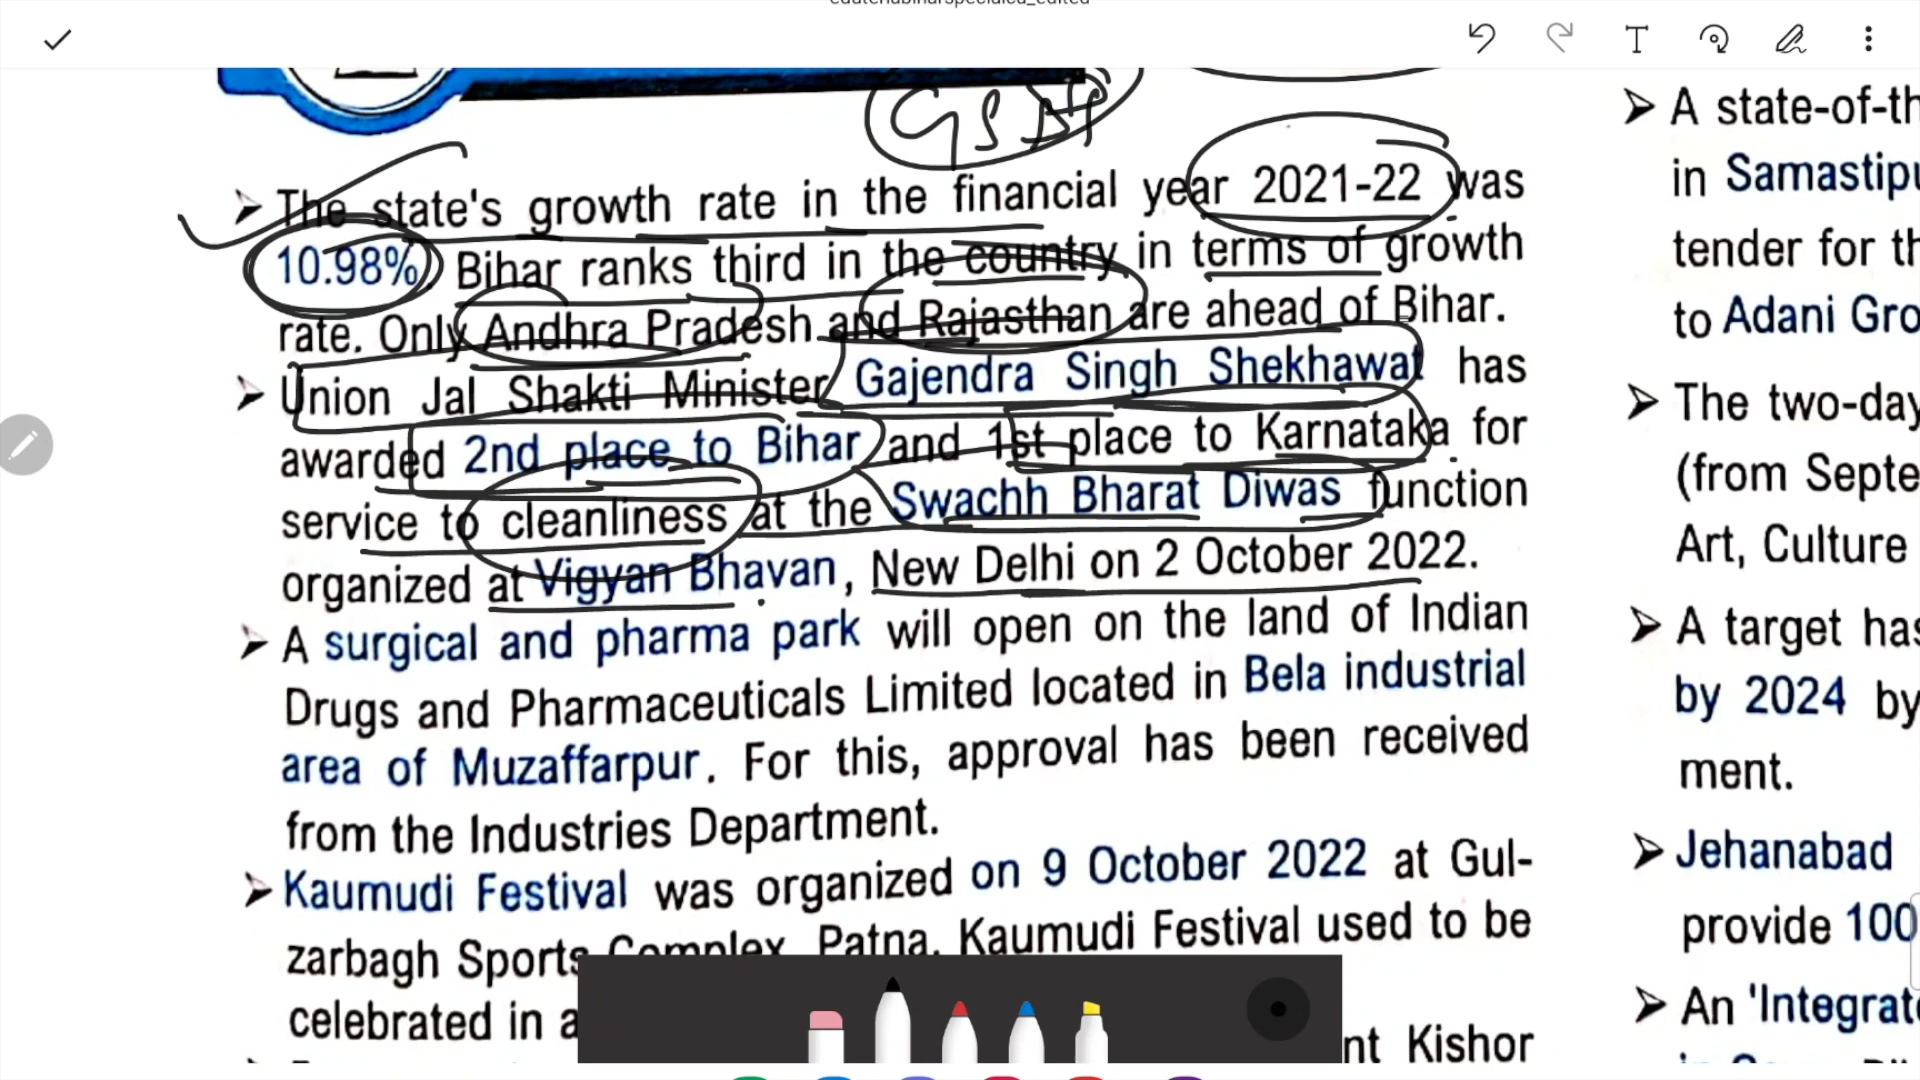 GSDP
➢ The state's growth rate in the financial year 2021-22 was
10.98%. Bihar ranks third in the country in terms of growth
rate. Only Andhra Pradesh and Rajasthan are ahead of Bihar.
➢ Union Jal Shakti Minister Gajendra Singh Shekhawat has
awarded 2nd place to Bihar and 1st place to Karnataka for
service to cleanliness at the Swachh Bharat Diwas function
organized at Vigyan Bhavan, New Delhi on 2 October 2022.
➢ A surgical and pharma park will open on the land of Indian
Drugs and Pharmaceuticals Limited located in Bela industrial
area of Muzaffarpur. For this, approval has been received
from the Industries Department.
➢ Kaumudi Festival was organized on 9 October 2022 at Gul-
zarbagh Sports Complex, Patna. Kaumudi Festival used to be
celebrated in a
nt Kishor
➢ A state-of-th
in Samastipu
tender for th
to Adani Gro
➢ The two-day
(from Septe
Art, Culture
➢ A target has
by 2024 by
ment.
➢ Jehanabad
provide 100
➢ An 'Integrate